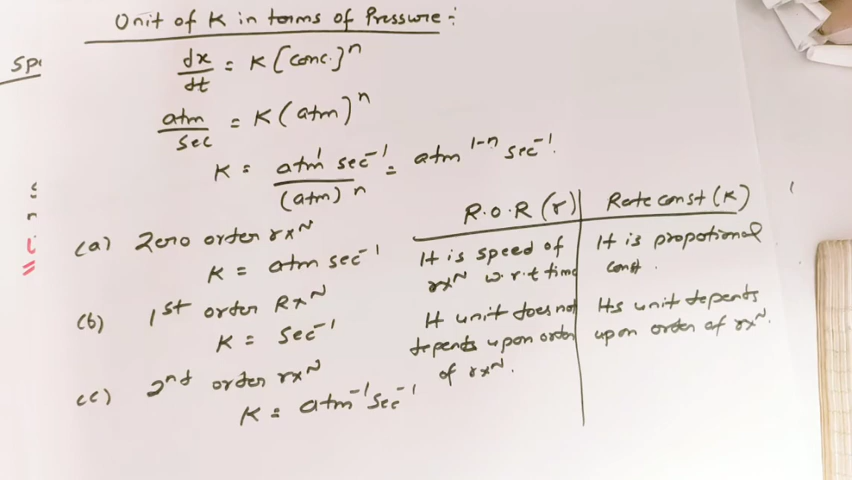 Unit of K in terms of Pressure :
dx/dt = K [conc.]^n
atm/sec = K (atm)^n
K = atm^1 sec^-1/(atm)^n = atm^1-n sec^-1.
(a) Zero order rx^N
K = atm sec^-1
(b) 1st order Rx^N
K = Sec^-1
(c) 2nd order rx^N
K = atm^-1 sec^-1
R.O.R (r) | Rate const (K)
It is speed of
rx^N w.r.t time
It unit does not
depends upon order
of rx^N.
It is propotional
const.
Its unit depends
upon order of rx^N.
Sp